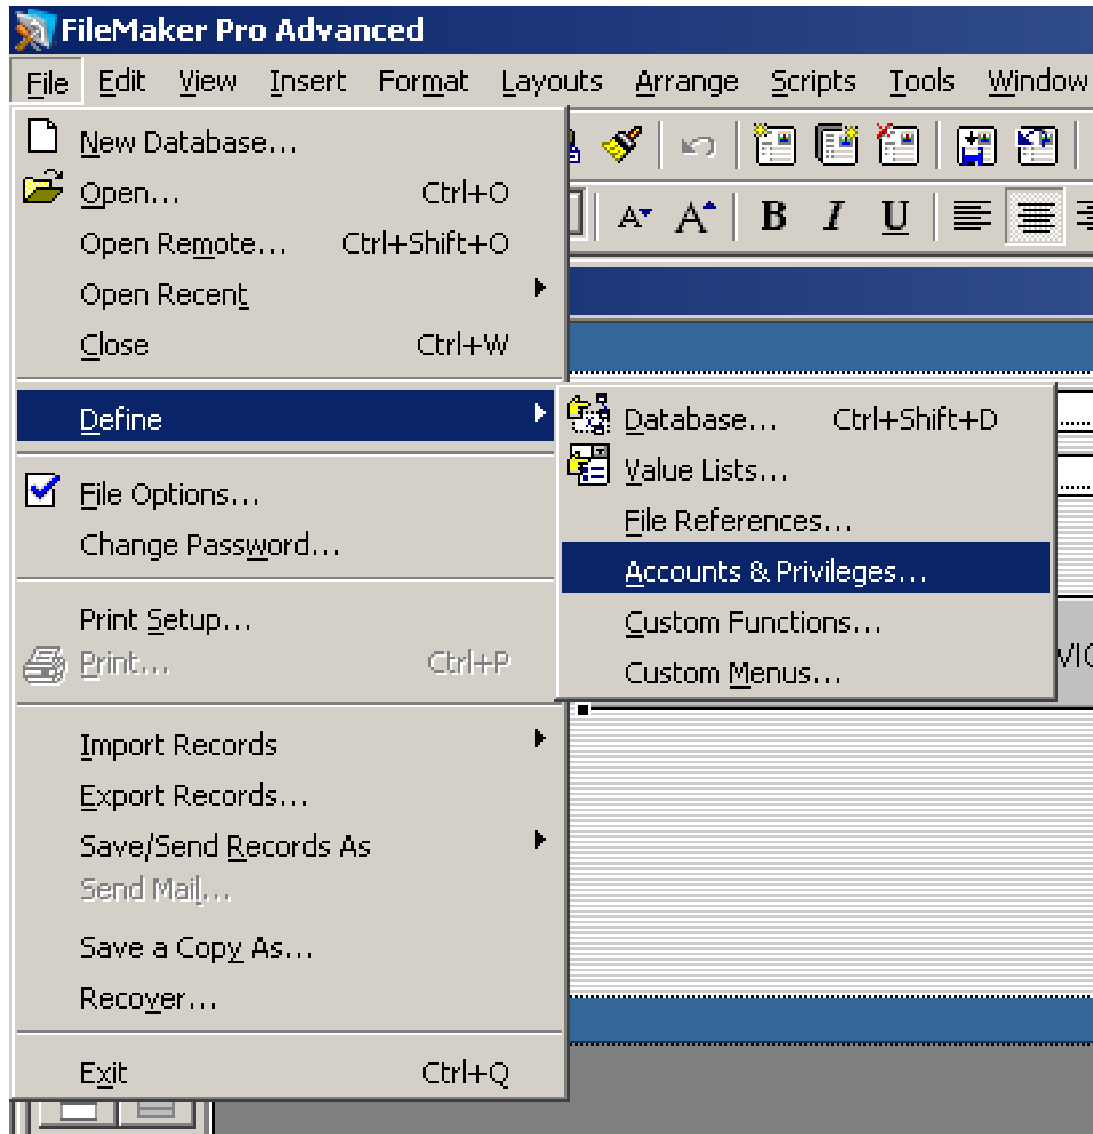 FileMaker Pro Advanced
File Edit View Insert Format Layouts Arrange Scripts Tools Window
New Database...
Open... Ctrl+O
Open Remote... Ctrl+Shift+O
Open Recent
Close Ctrl+W
Define
File Options...
Change Password...
Print Setup...
Print... Ctrl+P
Import Records
Export Records...
Save/Send Records As
Send Mail...
Save a Copy As...
Recover...
Exit Ctrl+Q
Database... Ctrl+Shift+D
Value Lists...
File References...
Accounts & Privileges...
Custom Functions...
Custom Menus...
A A B I U